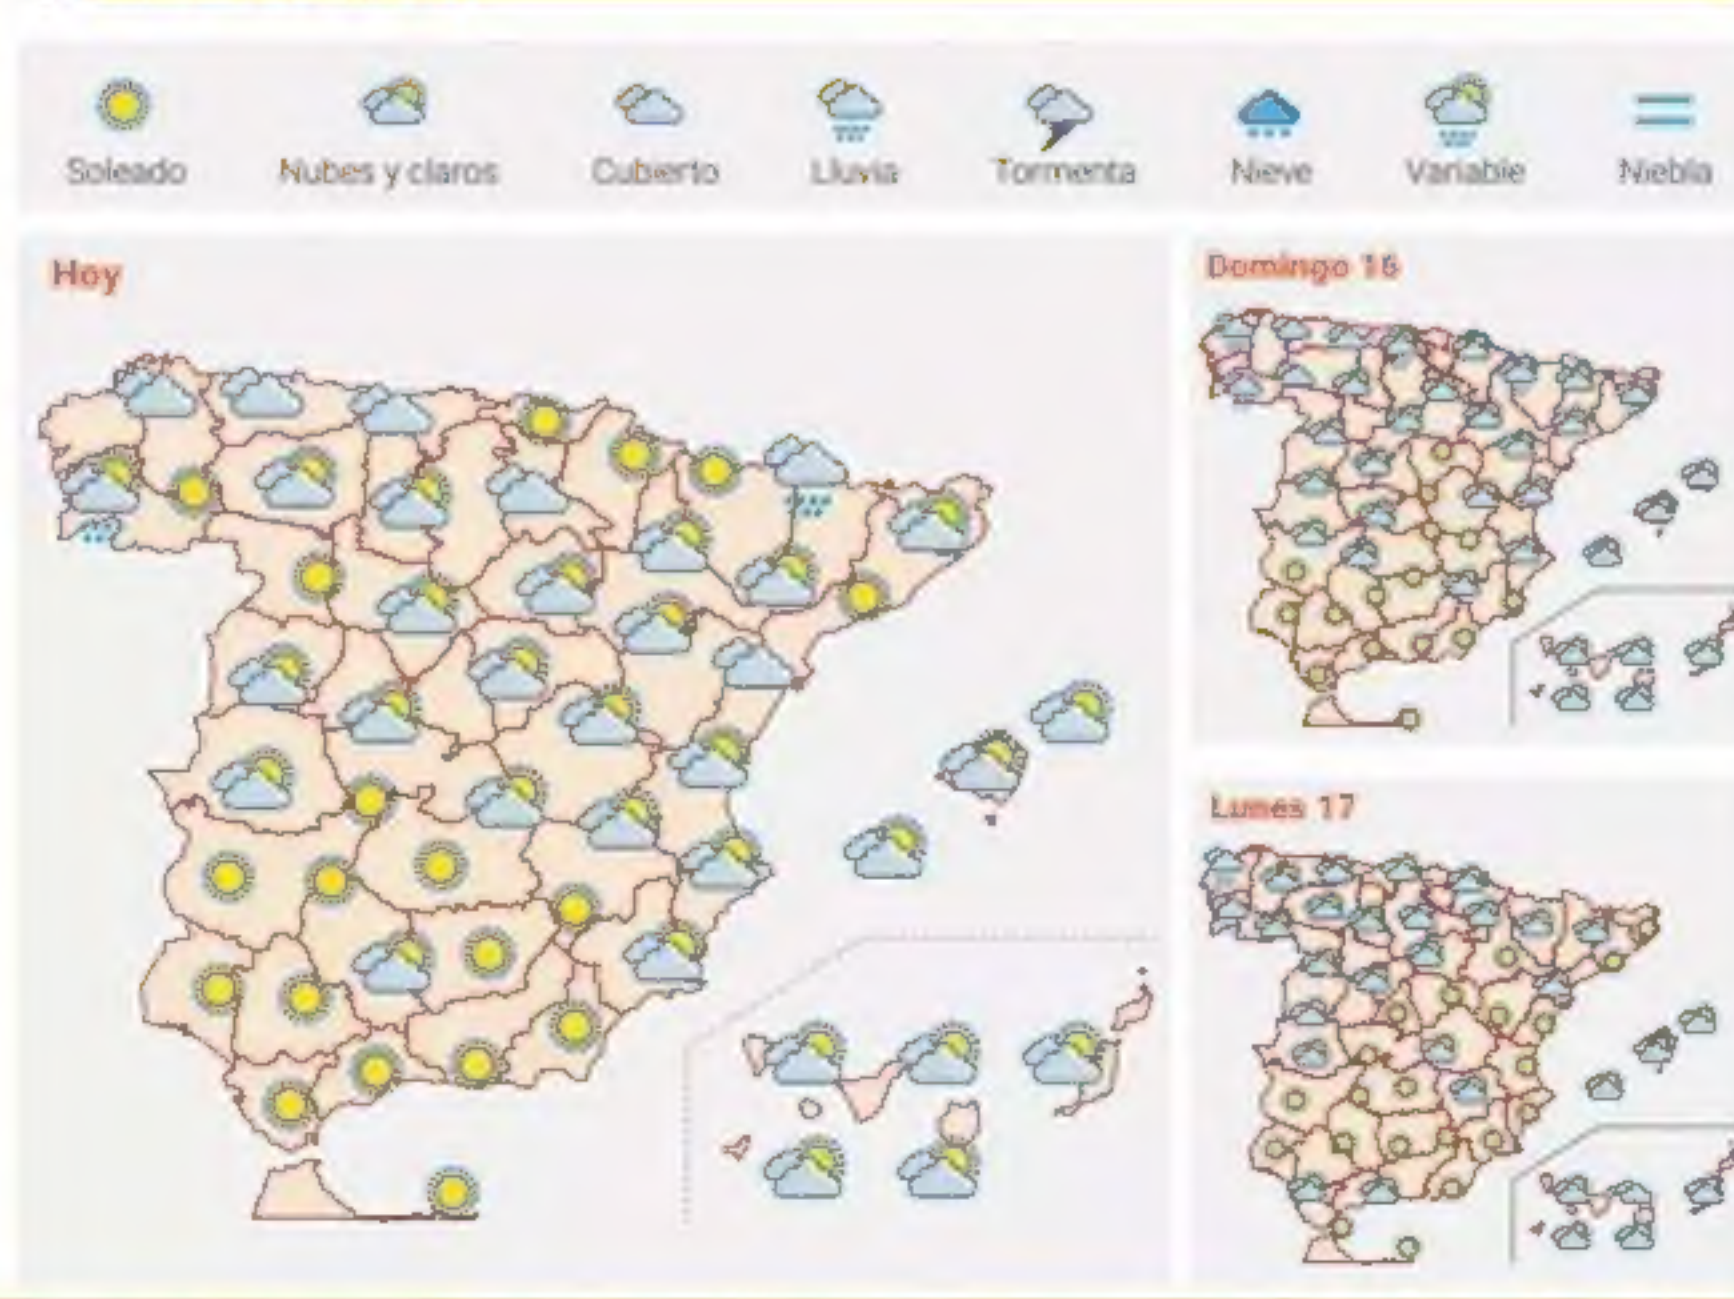 Soleado
Nubes y claros
Cubierto
Lluvia
Tormenta
Nieve
Variable
Niebla
Hoy
Domingo 16
Lunes 17